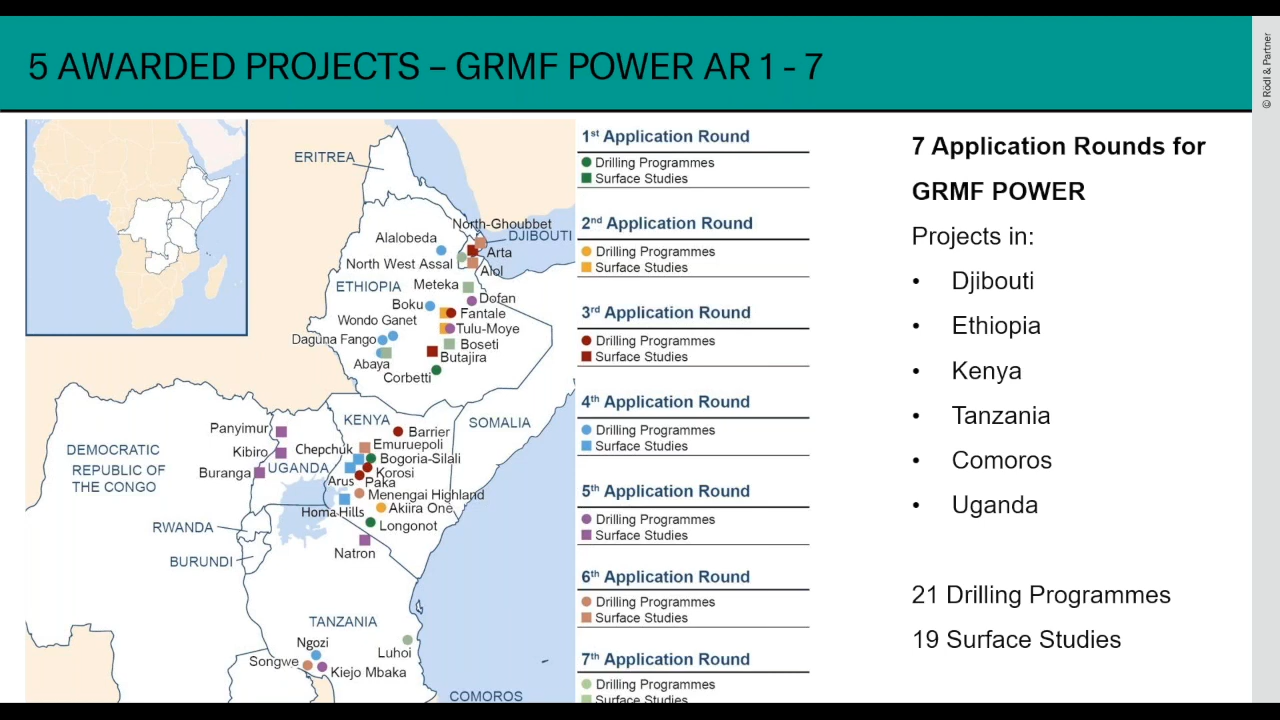 5 AWARDED PROJECTS – GRMF POWER AR 1 - 7
© Rödl & Partner
ERITREA
North-Ghoubbet
Alalobeda
DJIBOUTI
Arta
North West Assal
Alol
ETHIOPIA
Meteka
Dofan
Boku
Fantale
Wondo Ganet
Tulu-Moye
Daguna Fango
Boseti
Butajira
Abaya
Corbetti
KENYA
SOMALIA
Panyimur
Barrier
DEMOCRATIC
REPUBLIC OF
THE CONGO
Kibiro
Chepchuk
Emuruepoli
Bogoria-Silali
Buranga
UGANDA
Korosi
Arus
Paka
Menengai Highland
Homa Hills
Akiira One
RWANDA
Longonot
Natron
BURUNDI
TANZANIA
Ngozi
Luhoi
Songwe
Kiejo Mbaka
COMOROS
1st Application Round
Drilling Programmes
Surface Studies
2nd Application Round
Drilling Programmes
Surface Studies
3rd Application Round
Drilling Programmes
Surface Studies
4th Application Round
Drilling Programmes
Surface Studies
5th Application Round
Drilling Programmes
Surface Studies
6th Application Round
Drilling Programmes
Surface Studies
7th Application Round
Drilling Programmes
Surface Studies
7 Application Rounds for
GRMF POWER
Projects in:
• Djibouti
• Ethiopia
• Kenya
• Tanzania
• Comoros
• Uganda
21 Drilling Programmes
19 Surface Studies